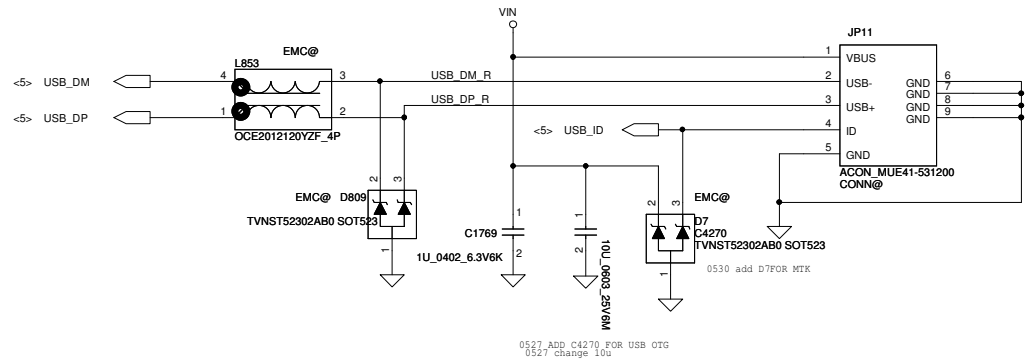 VIN
JP11
EMC@
L853
1 VBUS
<5> USB_DM
4
3
USB_DM_R
2 USB-
GND 6
GND 7
USB_DP_R
3 USB+
GND 8
GND 9
<5> USB_DP
1
2
OCE2012120YZF_4P
<5> USB_ID
4 ID
5 GND
ACON_MUE41-531200
CONN@
2
3
EMC@ D809
TVNST52302AB0 SOT523
1
1
C1769
2
1U_0402_6.3V6K
1
2
10U_0603_25V6M
2
3
EMC@
D7
C4270
TVNST52302AB0 SOT523
1
0530 add D7FOR MTK
0527 ADD C4270 FOR USB OTG
0527 change 10u